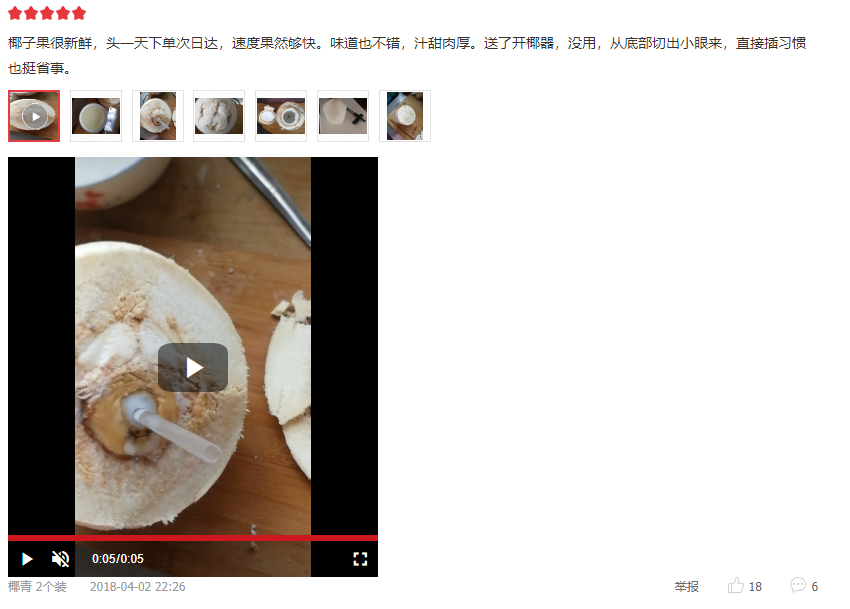 椰子果很新鲜，头一天下单次日达，速度果然够快。味道也不错，汁甜肉厚。送了开椰器，没用，从底部切出小眼来，直接插习惯
也挺省事。
0:05/0:05
椰青 2个装 2018-04-02 22:26 举报 18 6